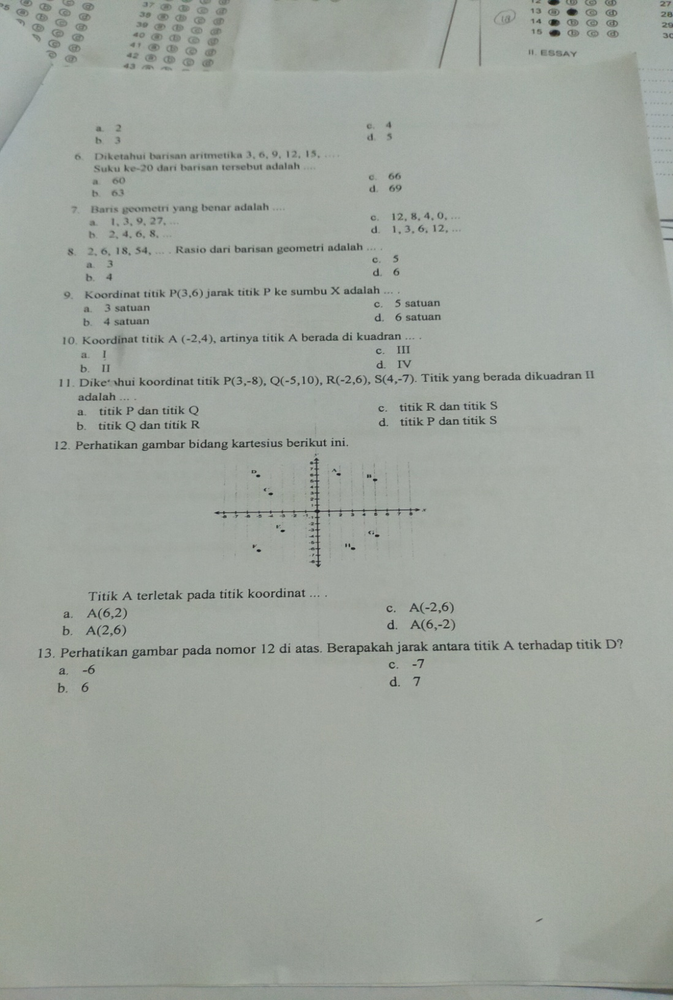 37
38
39
40
41
42
43
13
14
15
27
28
29
30
II. ESSAY
a. 2
b. 3
c. 4
d. 5
6. Diketahui barisan aritmetika 3, 6, 9, 12, 15, ....
Suku ke-20 dari barisan tersebut adalah ....
a. 60
b. 63
c. 66
d. 69
7. Baris geometri yang benar adalah ....
a. 1, 3, 9, 27, ...
b. 2, 4, 6, 8, ...
c. 12, 8, 4, 0, ...
d. 1, 3, 6, 12, ...
8. 2, 6, 18, 54, ... . Rasio dari barisan geometri adalah ... .
a. 3
b. 4
c. 5
d. 6
9. Koordinat titik P(3,6) jarak titik P ke sumbu X adalah ... .
a. 3 satuan
b. 4 satuan
c. 5 satuan
d. 6 satuan
10. Koordinat titik A (-2,4), artinya titik A berada di kuadran ... .
a. I
b. II
c. III
d. IV
11. Dike hui koordinat titik P(3,-8), Q(-5,10), R(-2,6), S(4,-7). Titik yang berada dikuadran II
adalah ... .
a. titik P dan titik Q
b. titik Q dan titik R
c. titik R dan titik S
d. titik P dan titik S
12. Perhatikan gambar bidang kartesius berikut ini.
D A B
C
x
G
H
Titik A terletak pada titik koordinat ... .
a. A(6,2)
b. A(2,6)
c. A(-2,6)
d. A(6,-2)
13. Perhatikan gambar pada nomor 12 di atas. Berapakah jarak antara titik A terhadap titik D?
a. -6
b. 6
c. -7
d. 7